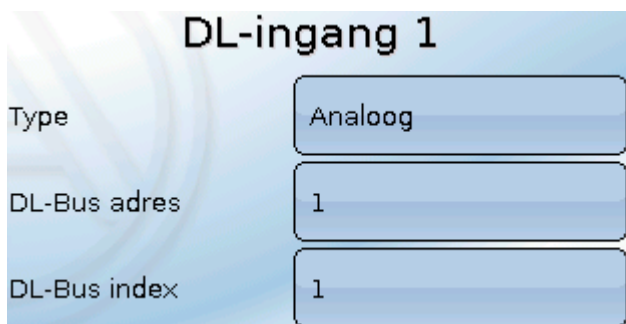 DL-ingang 1
Type Analoog
DL-Bus adres 1
DL-Bus index 1